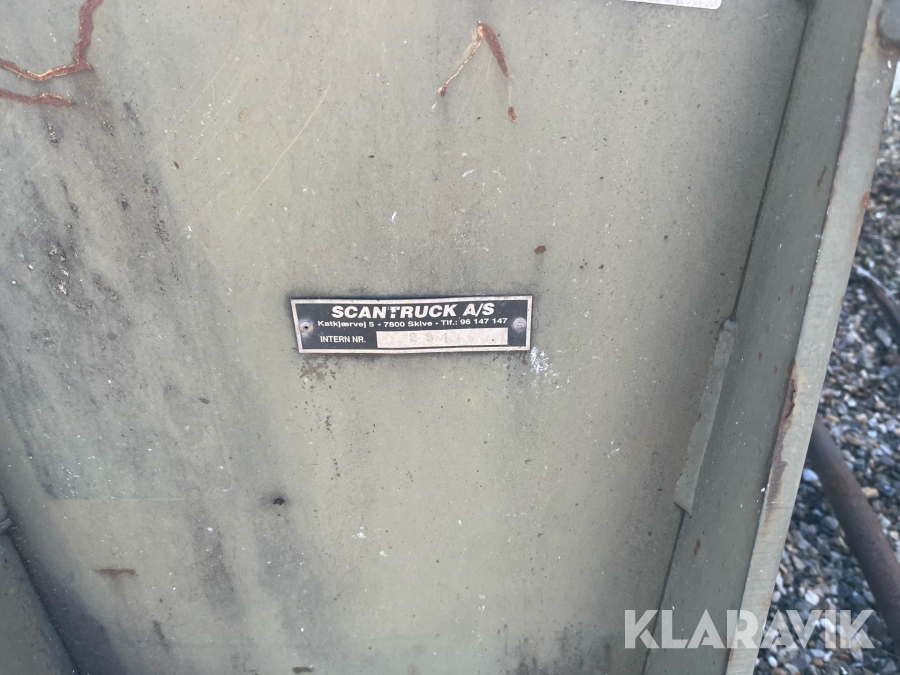 SCANTRUCK A/S
Katkjærvej 5 • 7800 Skive • Tlf.: 96 147 147
INTERN NR.
KLARAVIK